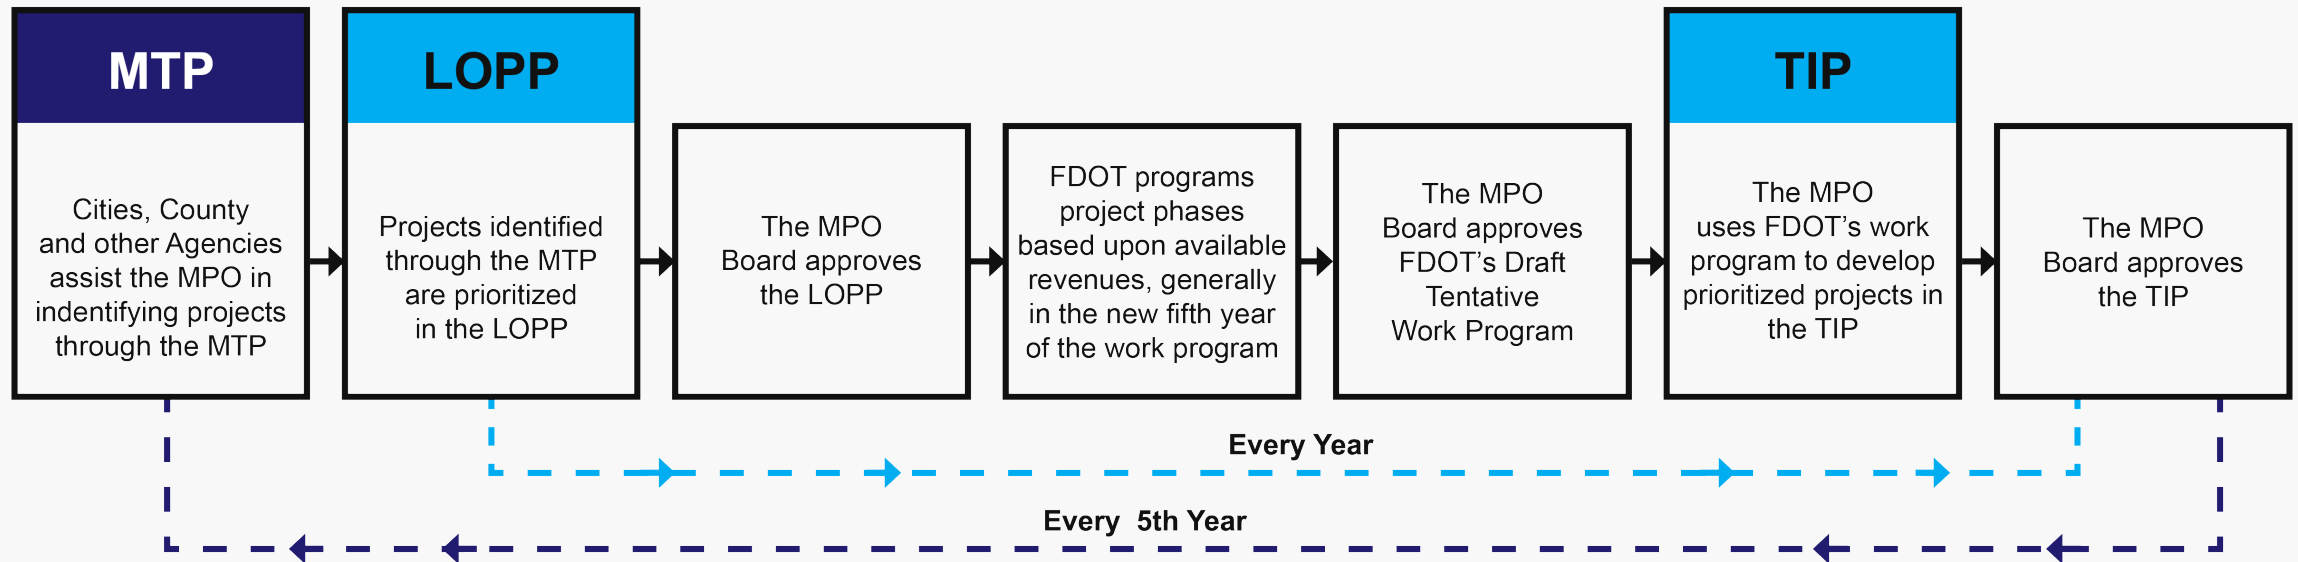 MTP
Cities, County
and other Agencies
assist the MPO in
indentifying projects
through the MTP
LOPP
Projects identified
through the MTP
are prioritized
in the LOPP
The MPO
Board approves
the LOPP
FDOT programs
project phases
based upon available
revenues, generally
in the new fifth year
of the work program
The MPO
Board approves
FDOT’s Draft
Tentative
Work Program
TIP
The MPO
uses FDOT’s work
program to develop
prioritized projects in
the TIP
The MPO
Board approves
the TIP
Every Year
Every 5th Year